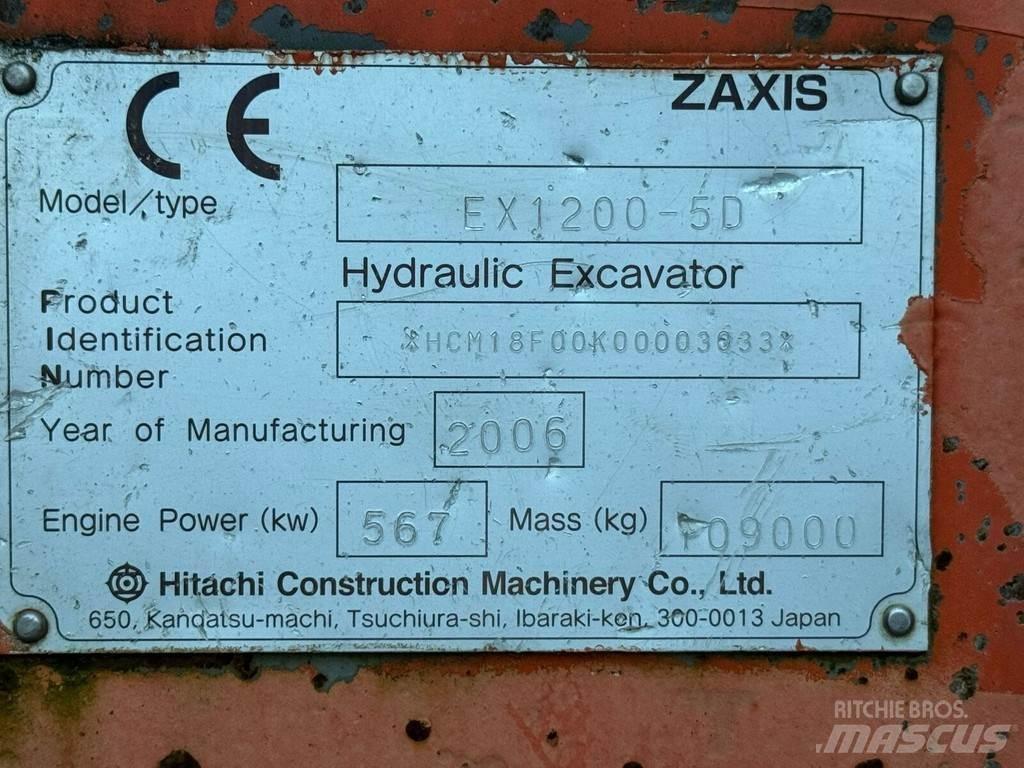 CE
ZAXIS
Model/type
EX1200-5D
Hydraulic Excavator
Product
Identification
Number
*HCM18F00K00003033*
Year of Manufacturing
2006
Engine Power (kw)
567
Mass (kg)
109000
Hitachi Construction Machinery Co., Ltd.
650, Kandatsu-machi, Tsuchiura-shi, Ibaraki-ken, 300-0013 Japan
RITCHIE BROS.
MASCUS